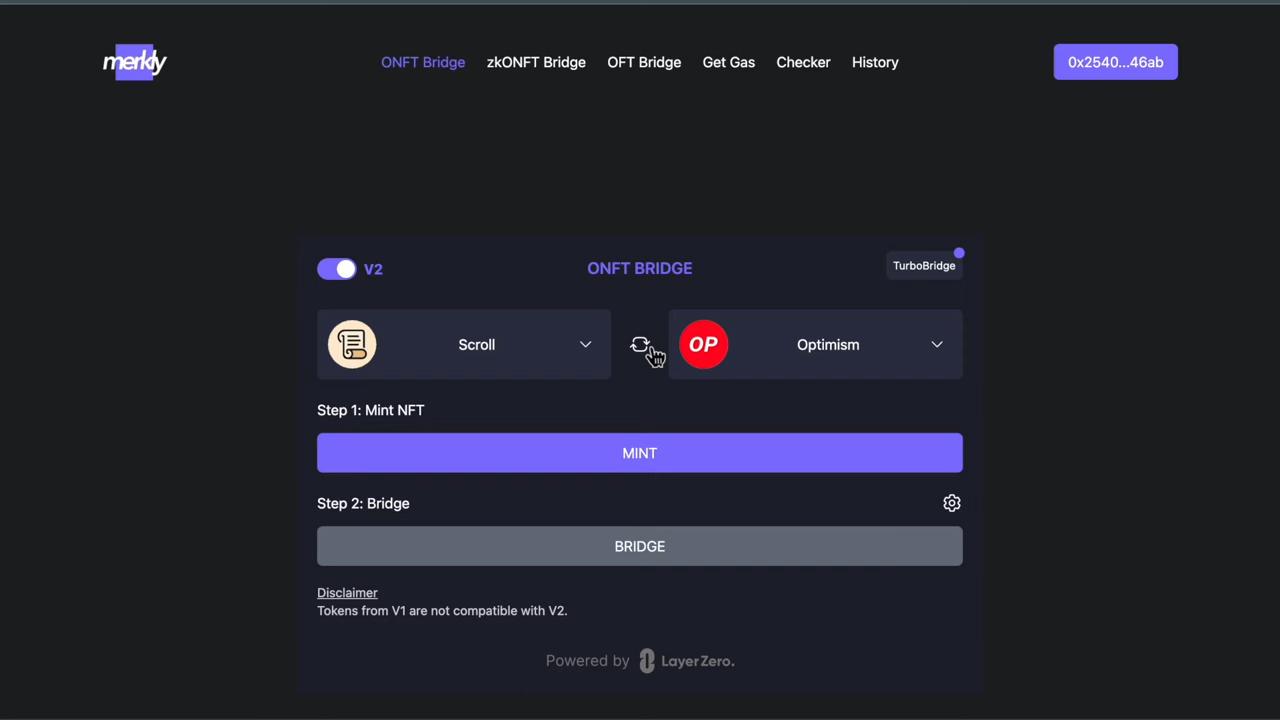 merkly
ONFT Bridge zkONFT Bridge OFT Bridge Get Gas Checker History
0x2540...46ab
V2
ONFT BRIDGE
TurboBridge
Scroll
OP
Optimism
Step 1: Mint NFT
MINT
Step 2: Bridge
BRIDGE
Disclaimer
Tokens from V1 are not compatible with V2.
Powered by LayerZero.